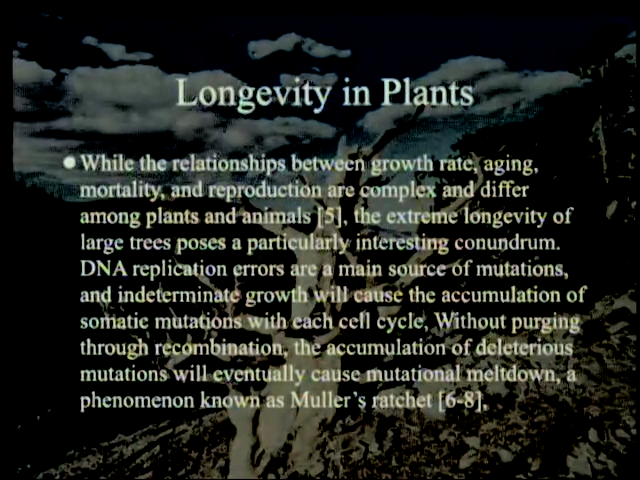 Longevity in Plants
● While the relationships between growth rate, aging,
mortality, and reproduction are complex and differ
among plants and animals [5], the extreme longevity of
large trees poses a particularly interesting conundrum.
DNA replication errors are a main source of mutations,
and indeterminate growth will cause the accumulation of
somatic mutations with each cell cycle. Without purging
through recombination, the accumulation of deleterious
mutations will eventually cause mutational meltdown, a
phenomenon known as Muller's ratchet [6-8].